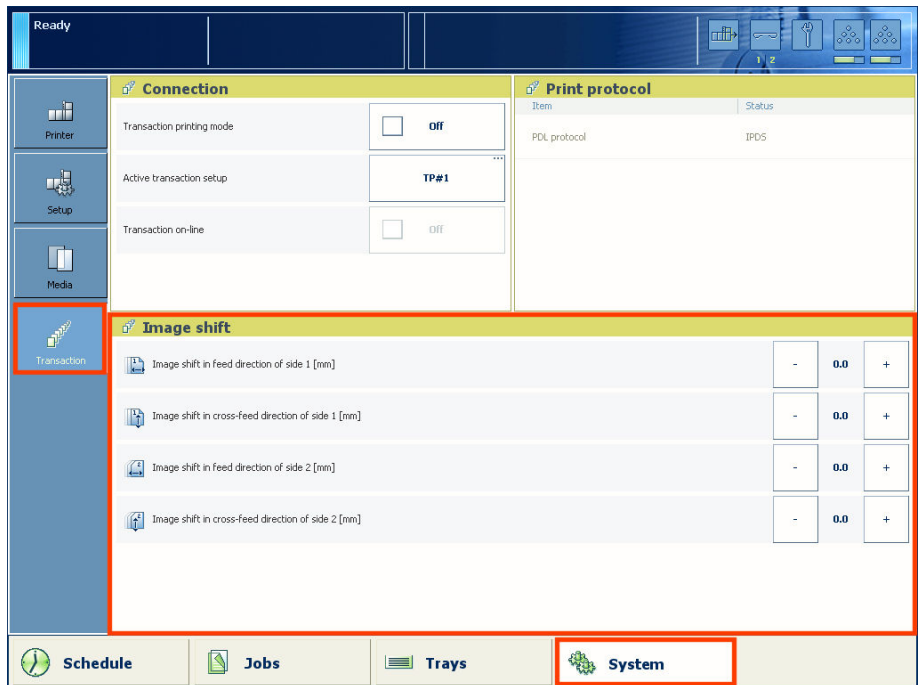 Ready
1 2
Printer
Setup
Media
Transaction
Connection
Transaction printing mode
Off
Active transaction setup
...
TP#1
Transaction on-line
Off
Print protocol
Item Status
PDL protocol IPDS
Image shift
Image shift in feed direction of side 1 [mm] - 0.0 +
Image shift in cross-feed direction of side 1 [mm] - 0.0 +
Image shift in feed direction of side 2 [mm] - 0.0 +
Image shift in cross-feed direction of side 2 [mm] - 0.0 +
Schedule Jobs Trays System